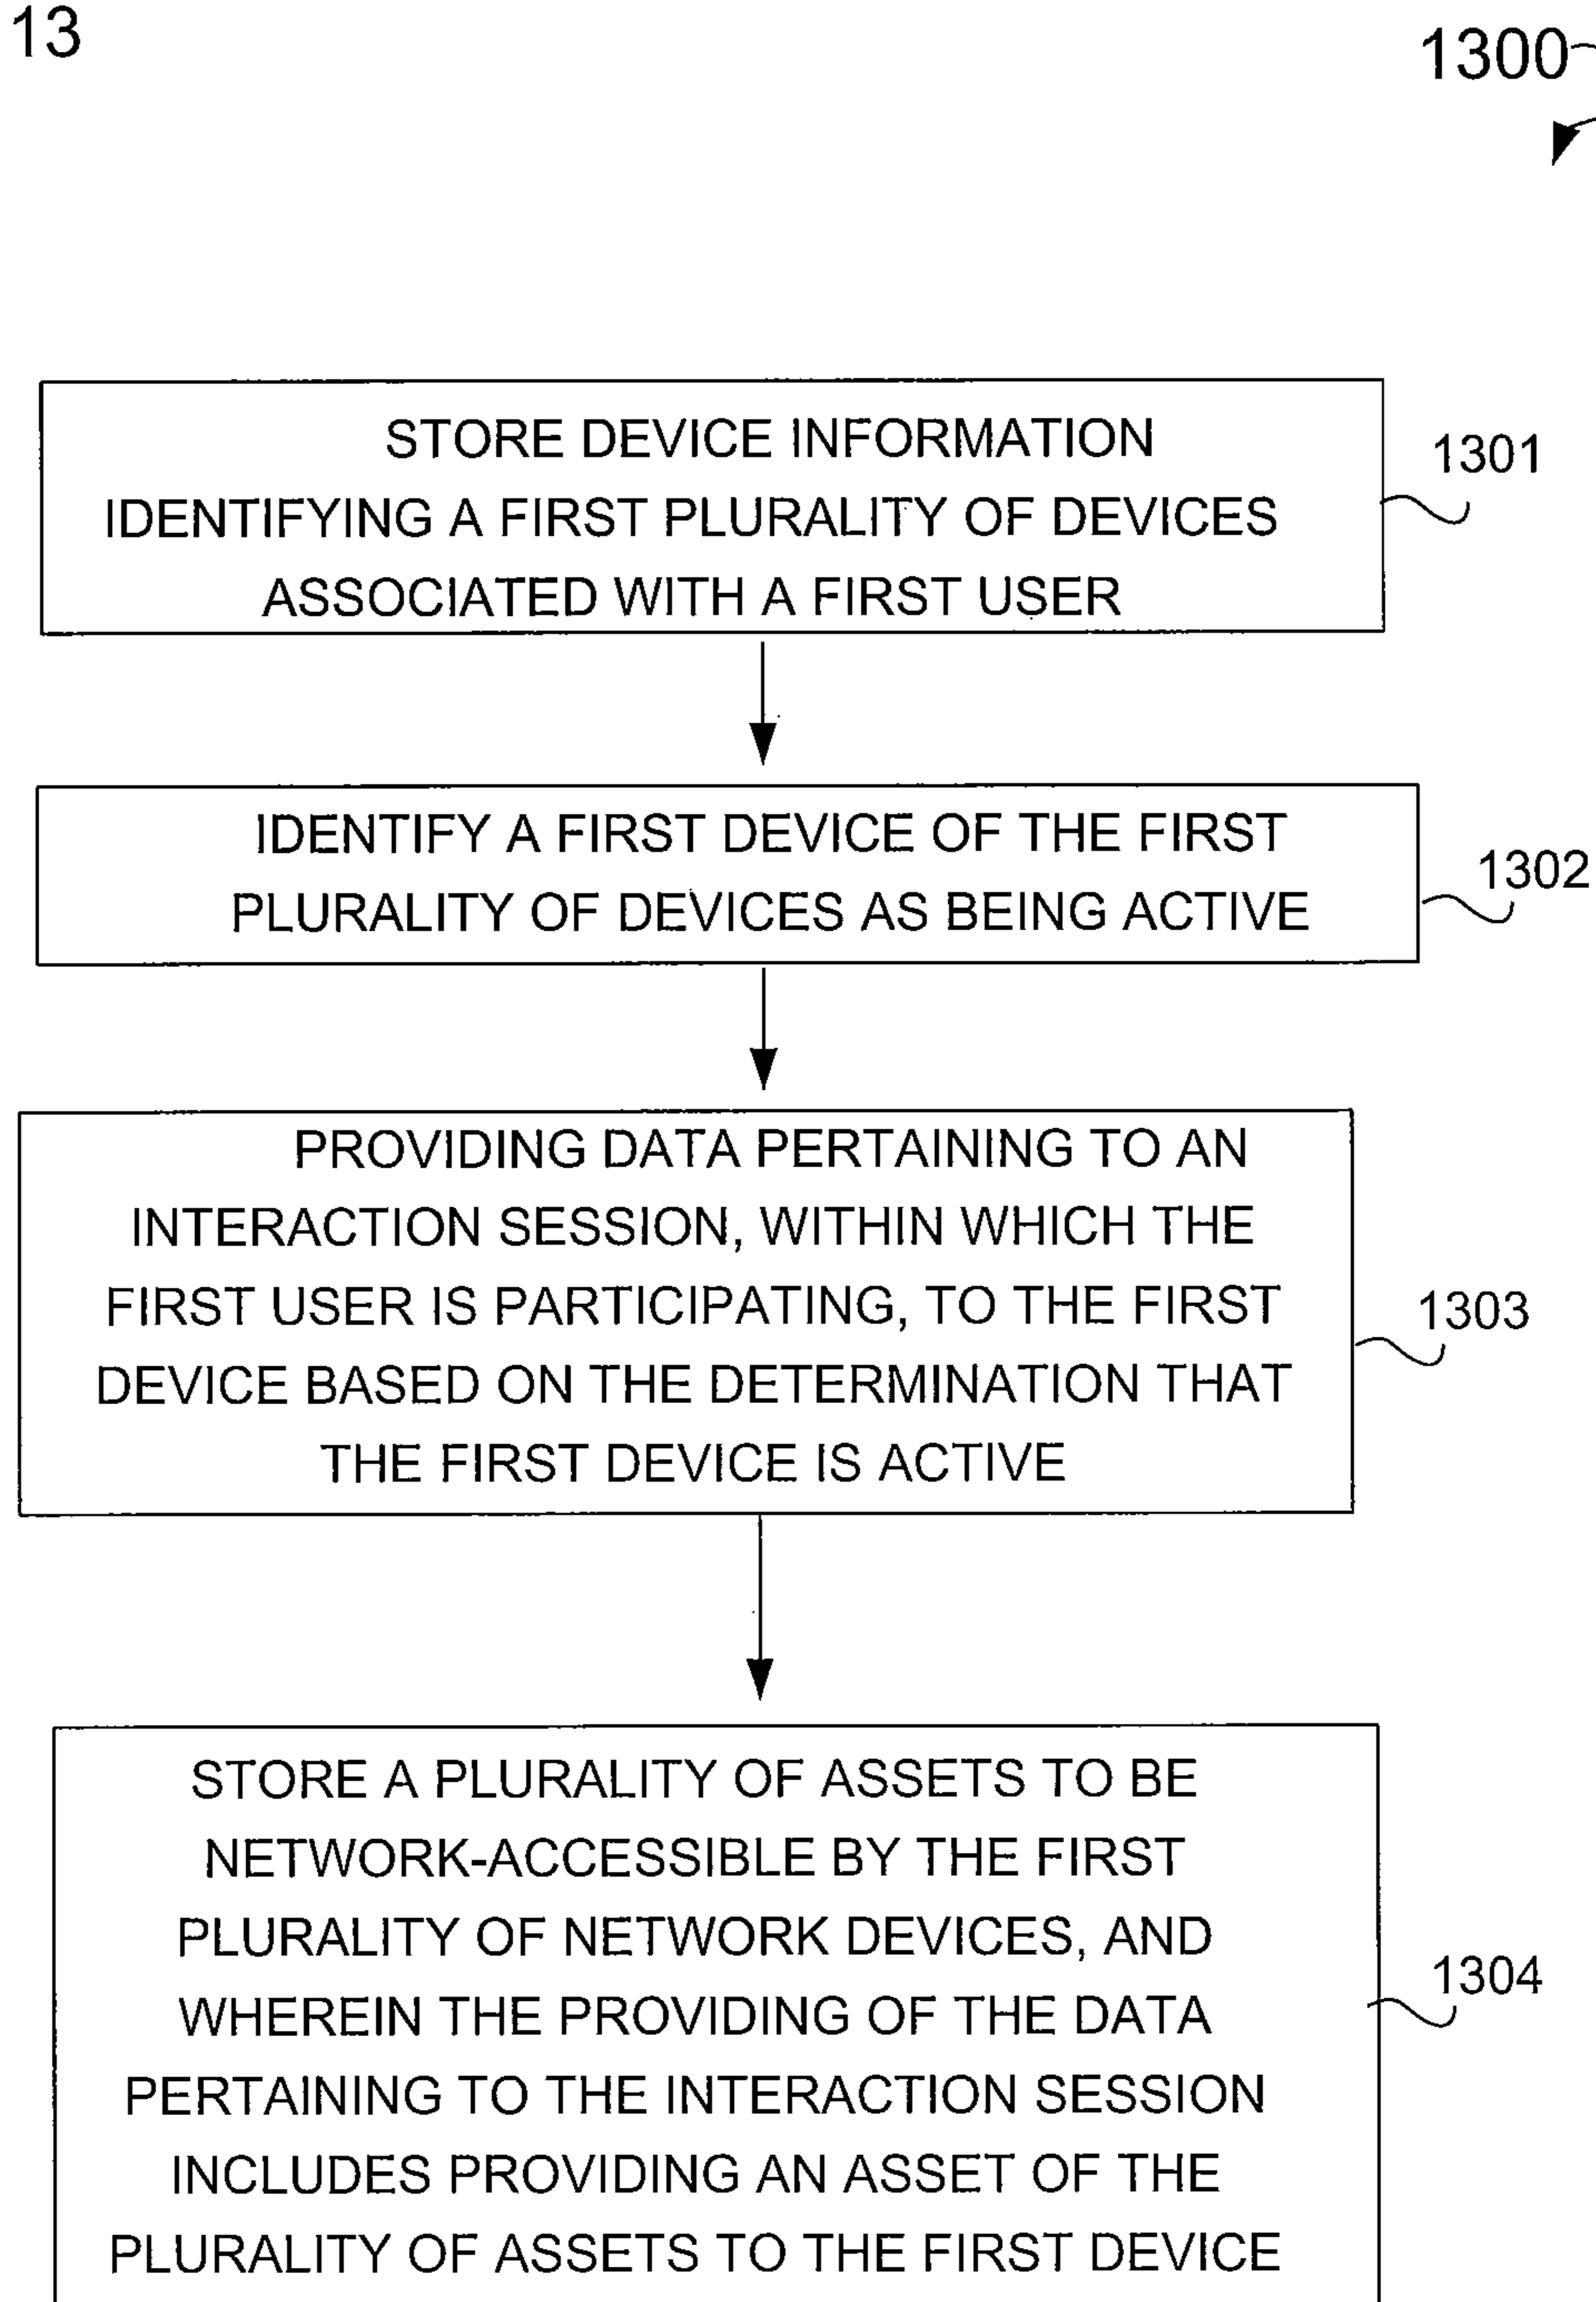 13
1300
STORE DEVICE INFORMATION
IDENTIFYING A FIRST PLURALITY OF DEVICES
ASSOCIATED WITH A FIRST USER
1301
IDENTIFY A FIRST DEVICE OF THE FIRST
PLURALITY OF DEVICES AS BEING ACTIVE
1302
PROVIDING DATA PERTAINING TO AN
INTERACTION SESSION, WITHIN WHICH THE
FIRST USER IS PARTICIPATING, TO THE FIRST
DEVICE BASED ON THE DETERMINATION THAT
THE FIRST DEVICE IS ACTIVE
1303
STORE A PLURALITY OF ASSETS TO BE
NETWORK-ACCESSIBLE BY THE FIRST
PLURALITY OF NETWORK DEVICES, AND
WHEREIN THE PROVIDING OF THE DATA
PERTAINING TO THE INTERACTION SESSION
INCLUDES PROVIDING AN ASSET OF THE
PLURALITY OF ASSETS TO THE FIRST DEVICE
1304